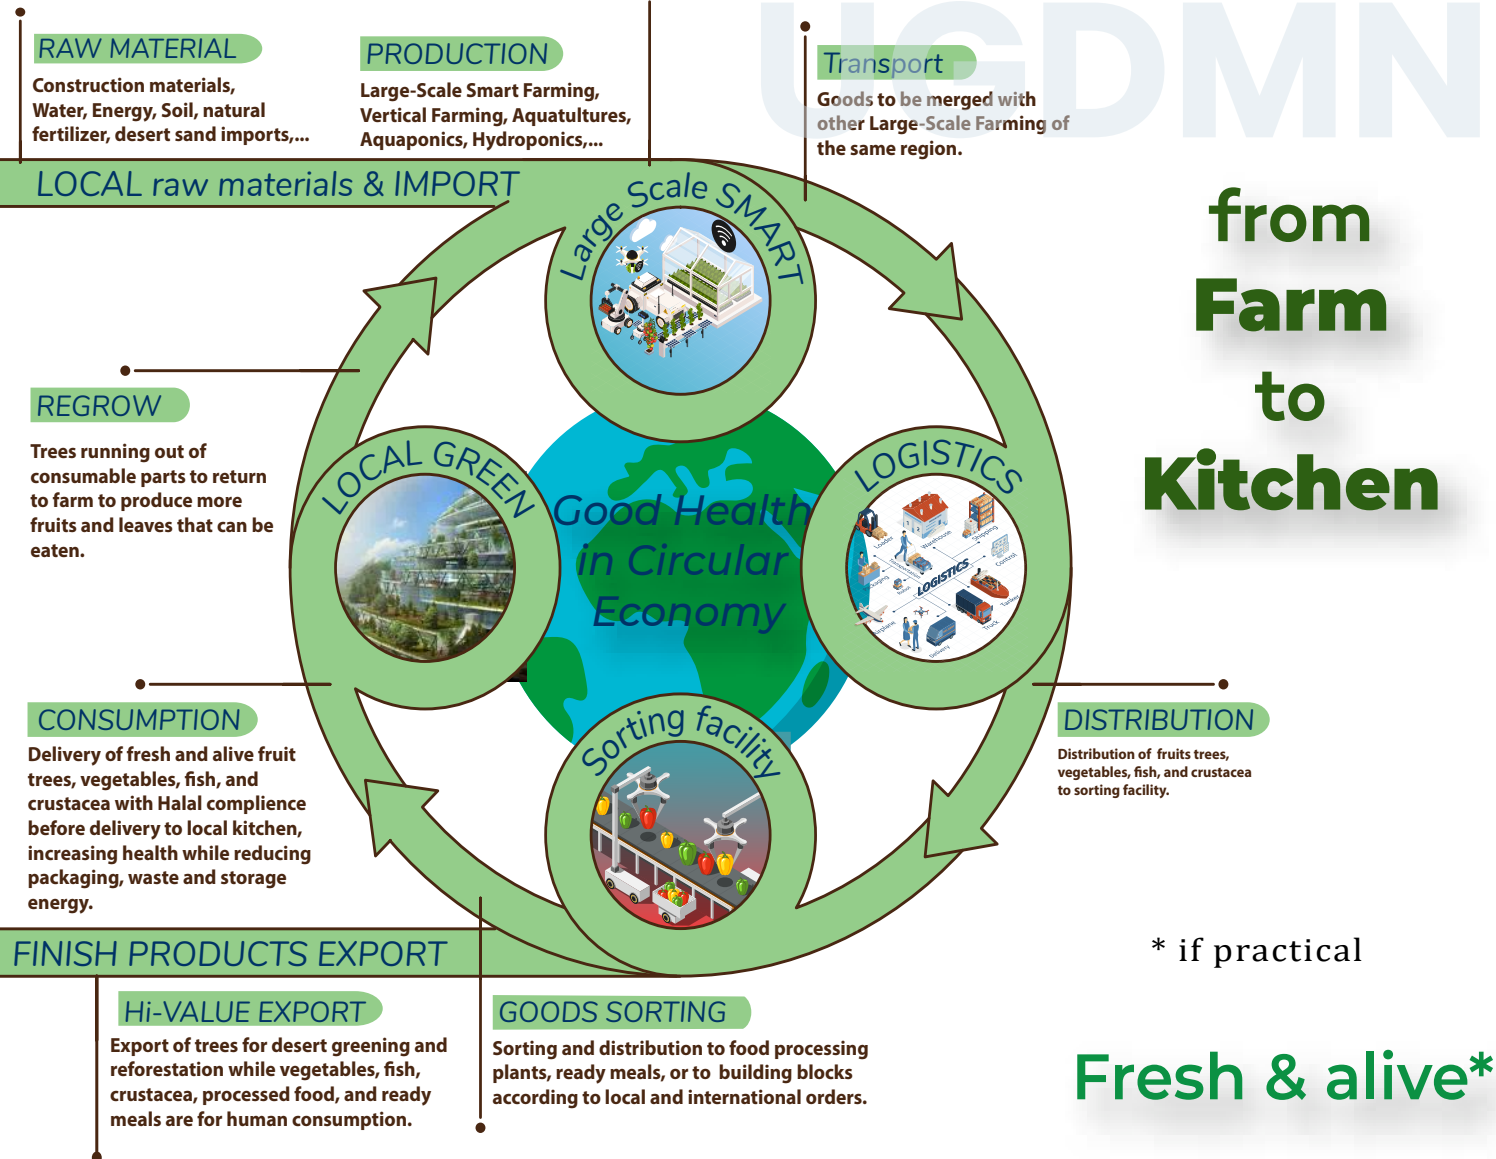 UGDMN
RAW MATERIAL
Construction materials,
Water, Energy, Soil, natural
fertilizer, desert sand imports,...
PRODUCTION
Large-Scale Smart Farming,
Vertical Farming, Aquatultures,
Aquaponics, Hydroponics,...
Transport
Goods to be merged with
other Large-Scale Farming of
the same region.
LOCAL raw materials & IMPORT
Large Scale SMART
from
Farm
to
Kitchen
REGROW
Trees running out of
consumable parts to return
to farm to produce more
fruits and leaves that can be
eaten.
LOCAL GREEN
Good Health
in Circular
Economy
LOGISTICS
Loader
Warehouse
Shipping
Control
Transportation
Robot
LOGISTICS
Tanker
Truck
Delivery
CONSUMPTION
Delivery of fresh and alive fruit
trees, vegetables, fish, and
crustacea with Halal complience
before delivery to local kitchen,
increasing health while reducing
packaging, waste and storage
energy.
Sorting facility
DISTRIBUTION
Distribution of fruits trees,
vegetables, fish, and crustacea
to sorting facility.
FINISH PRODUCTS EXPORT
Hi-VALUE EXPORT
Export of trees for desert greening and
reforestation while vegetables, fish,
crustacea, processed food, and ready
meals are for human consumption.
GOODS SORTING
Sorting and distribution to food processing
plants, ready meals, or to building blocks
according to local and international orders.
* if practical
Fresh & alive*